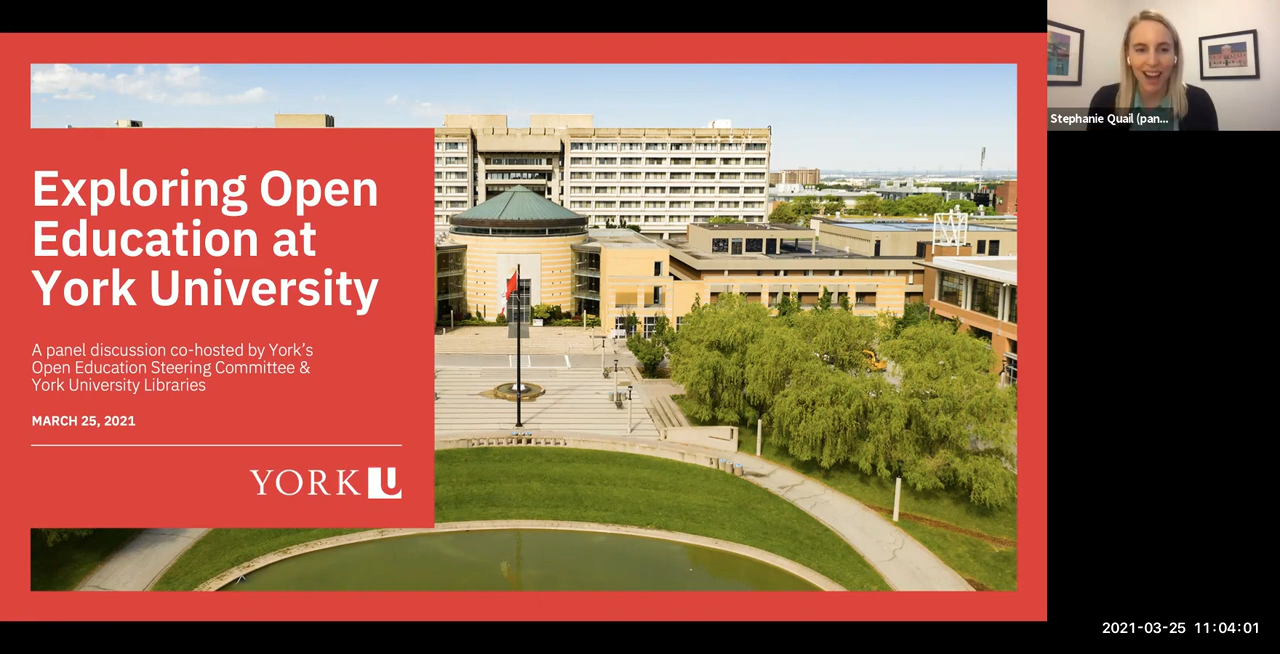 Exploring Open
Education at
York University
A panel discussion co-hosted by York's
Open Education Steering Committee &
York University Libraries
MARCH 25, 2021
YORK U
Stephanie Quail (pan...
2021-03-25 11:04:01